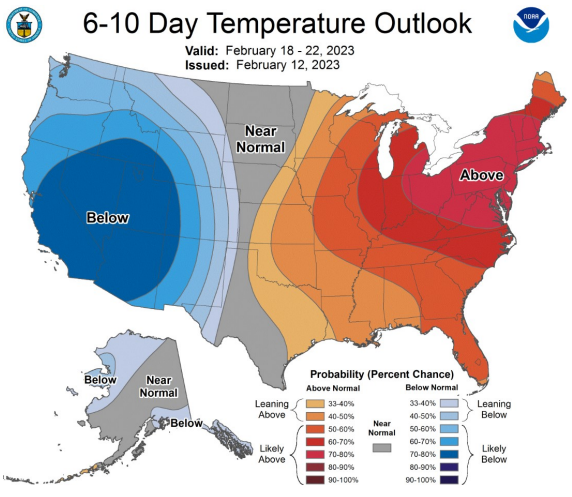 6-10 Day Temperature Outlook
Valid: February 18 - 22, 2023
Issued: February 12, 2023
NOAA
Near
Normal
Above
Below
Below
Near
Normal
Below
Probability (Percent Chance)
Above Normal
Below Normal
Leaning
Above
33-40%
40-50%
Likely
Above
50-60%
60-70%
70-80%
80-90%
90-100%
Near
Normal
33-40%
40-50%
Leaning
Below
50-60%
60-70%
70-80%
80-90%
90-100%
Likely
Below